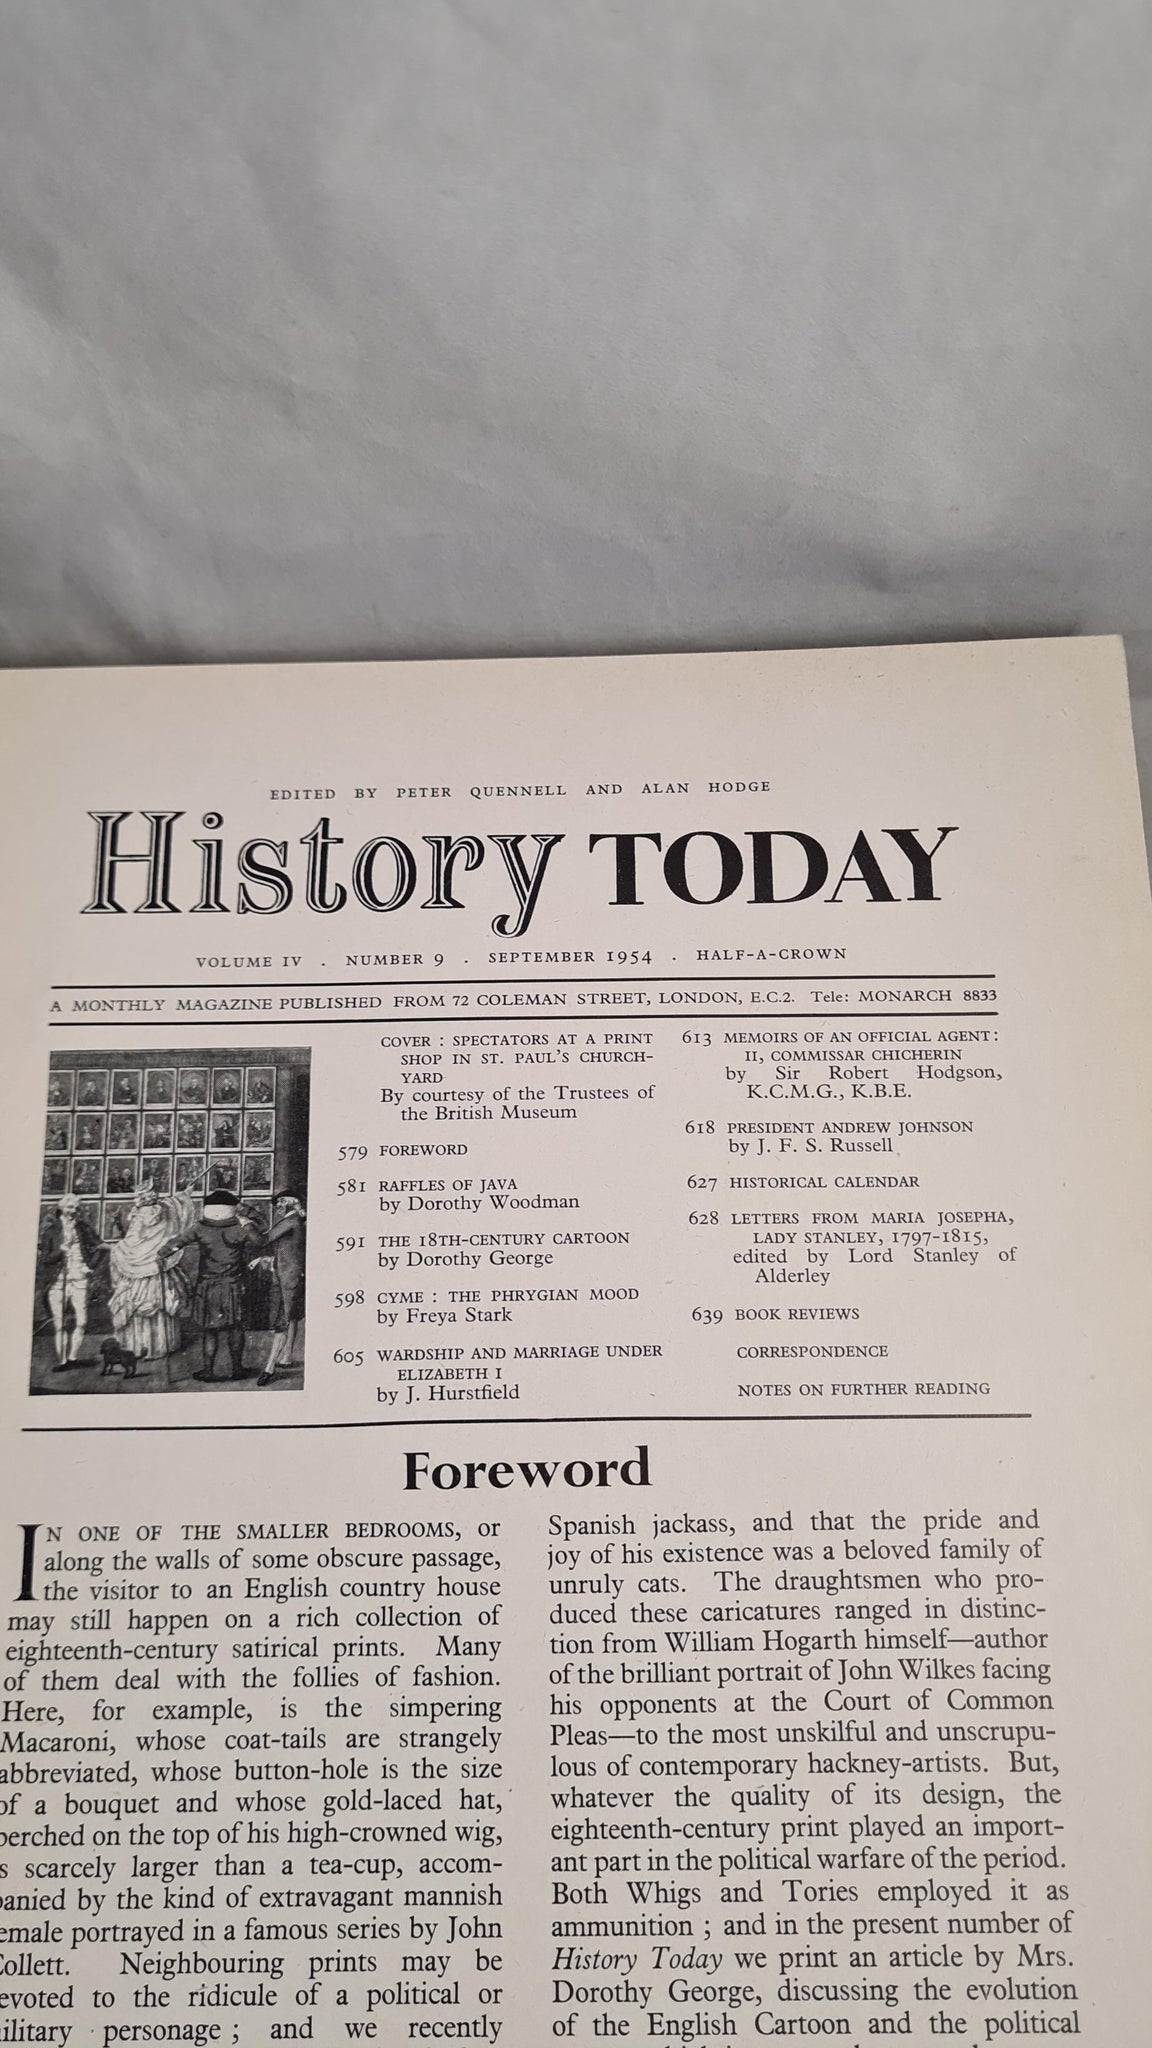 EDITED BY PETER QUENNELL AND ALAN HODGE
History TODAY
VOLUME IV . NUMBER 9 . SEPTEMBER 1954 . HALF-A-CROWN
A MONTHLY MAGAZINE PUBLISHED FROM 72 COLEMAN STREET, LONDON, E.C.2. Tele: MONARCH 8833
COVER : SPECTATORS AT A PRINT
SHOP IN ST. PAUL'S CHURCH-
YARD
By courtesy of the Trustees of
the British Museum
579 FOREWORD
581 RAFFLES OF JAVA
by Dorothy Woodman
591 THE 18TH-CENTURY CARTOON
by Dorothy George
598 CYME : THE PHRYGIAN MOOD
by Freya Stark
605 WARDSHIP AND MARRIAGE UNDER
ELIZABETH I
by J. Hurstfield
613 MEMOIRS OF AN OFFICIAL AGENT:
II, COMMISSAR CHICHERIN
by Sir Robert Hodgson,
K.C.M.G., K.B.E.
618 PRESIDENT ANDREW JOHNSON
by J. F. S. Russell
627 HISTORICAL CALENDAR
628 LETTERS FROM MARIA JOSEPHA,
LADY STANLEY, 1797-1815,
edited by Lord Stanley of
Alderley
639 BOOK REVIEWS
CORRESPONDENCE
NOTES ON FURTHER READING
Foreword
IN ONE OF THE SMALLER BEDROOMS, or
along the walls of some obscure passage,
the visitor to an English country house
may still happen on a rich collection of
eighteenth-century satirical prints. Many
of them deal with the follies of fashion.
Here, for example, is the simpering
Macaroni, whose coat-tails are strangely
abbreviated, whose button-hole is the size
of a bouquet and whose gold-laced hat,
perched on the top of his high-crowned wig,
s scarcely larger than a tea-cup, accom-
panied by the kind of extravagant mannish
emale portrayed in a famous series by John
Collett. Neighbouring prints may be
evoted to the ridicule of a political or
ilitary personage ; and we recently
Spanish jackass, and that the pride and
joy of his existence was a beloved family of
unruly cats. The draughtsmen who pro-
duced these caricatures ranged in distinc-
tion from William Hogarth himself—author
of the brilliant portrait of John Wilkes facing
his opponents at the Court of Common
Pleas—to the most unskilful and unscrupu-
lous of contemporary hackney-artists. But,
whatever the quality of its design, the
eighteenth-century print played an import-
ant part in the political warfare of the period.
Both Whigs and Tories employed it as
ammunition ; and in the present number of
History Today we print an article by Mrs.
Dorothy George, discussing the evolution
of the English Cartoon and the political